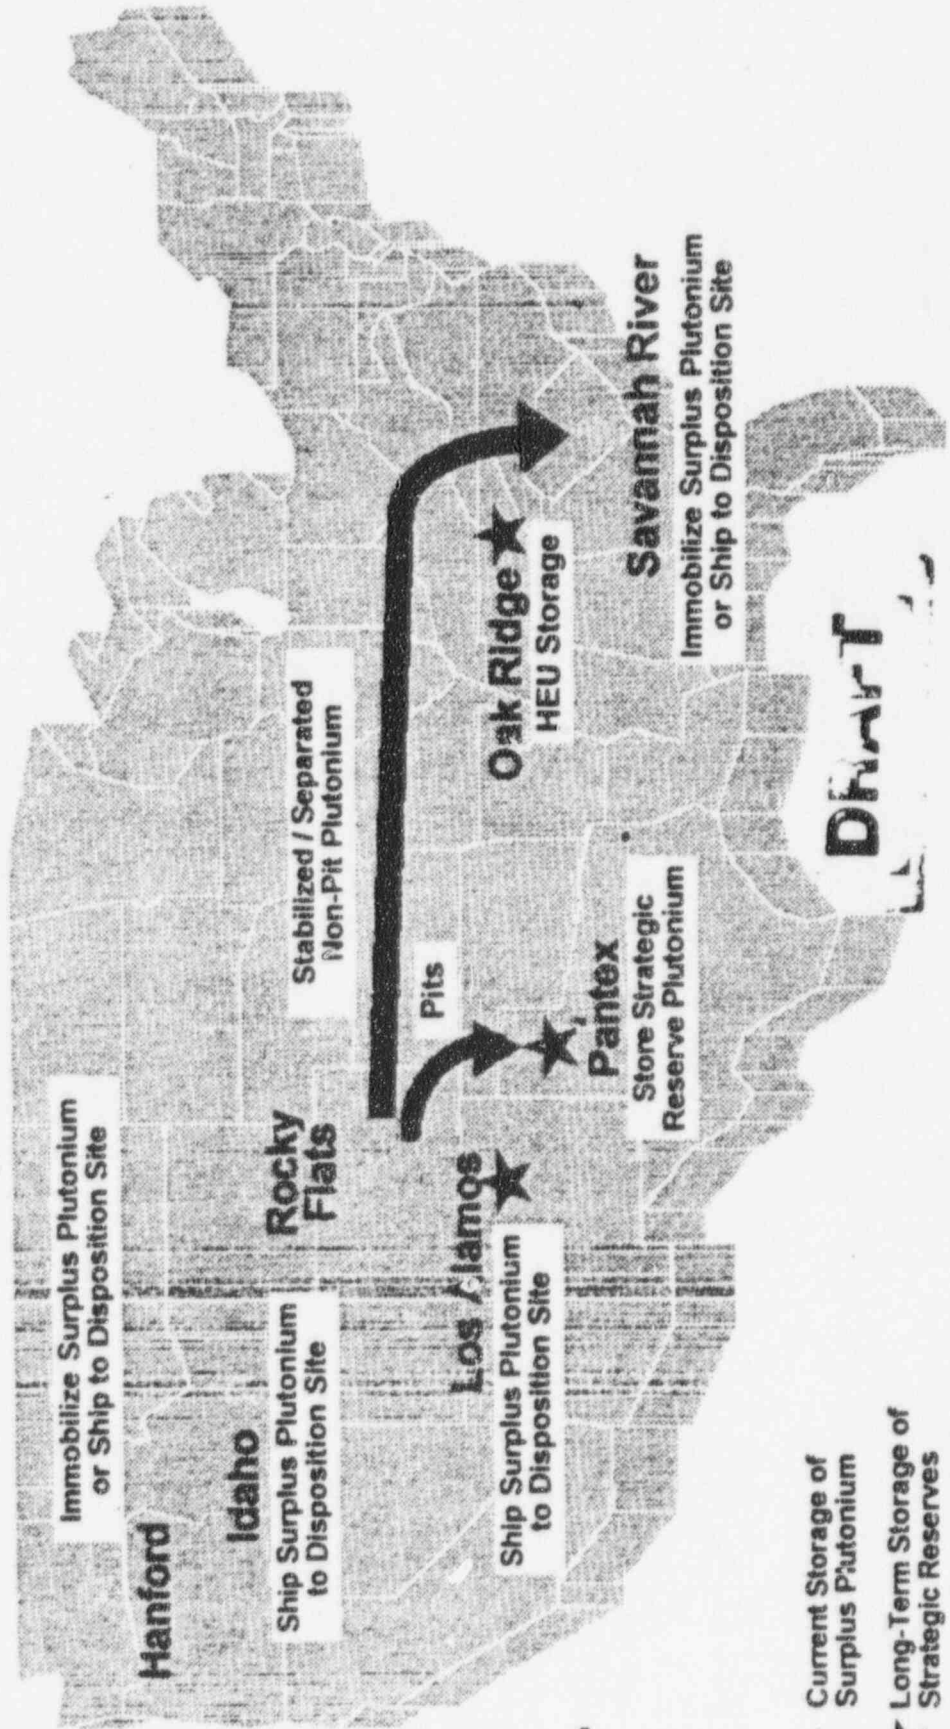 Immobilize Surplus Plutonium
or Ship to Disposition Site
Hanford
Idaho
Ship Surplus Plutonium
to Disposition Site
Rocky
Flats
Stabilized / Separated
Non-Pit Plutonium
Pits
Los Alamos
Ship Surplus Plutonium
to Disposition Site
Pantex
Store Strategic
Reserve Plutonium
Oak Ridge
HEU Storage
Savannah River
Immobilize Surplus Plutonium
or Ship to Disposition Site
DRAFT
Current Storage of
Surplus Plutonium
Long-Term Storage of
Strategic Reserves